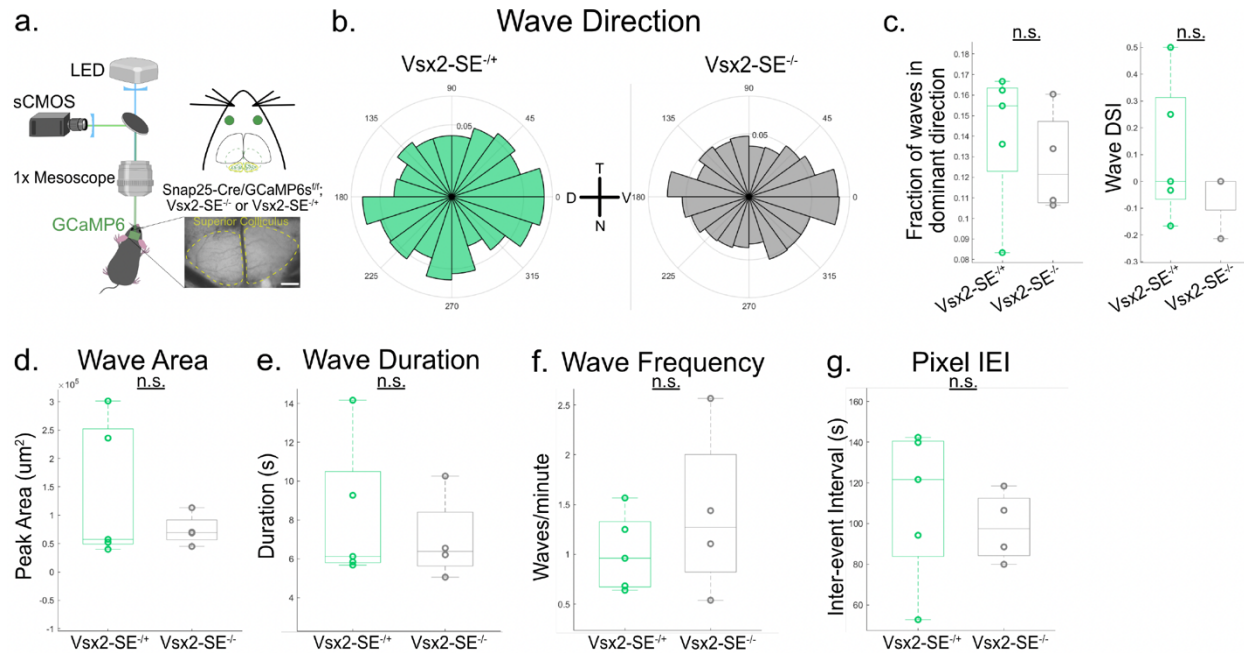 a.
LED
sCMOS
1x Mesoscope
GCaMP6
Snap25-Cre/GCaMP6s^f/f;
Vsx2-SE^-/- or Vsx2-SE^-/+
Superior Colliculus
b.
Wave Direction
Vsx2-SE^-/+
90
135
45
0.05
180
0
225
315
270
T
D
V
N
Vsx2-SE^-/-
90
135
45
0.05
180
0
225
315
270
c.
n.s.
Fraction of waves in
dominant direction
0.17
0.16
0.15
0.14
0.13
0.12
0.11
0.1
0.09
0.08
Vsx2-SE^-/+
Vsx2-SE^-/-
n.s.
Wave DSI
0.5
0.4
0.3
0.2
0.1
0
-0.1
-0.2
-0.3
Vsx2-SE^-/+
Vsx2-SE^-/-
d.
Wave Area
n.s.
×10^5
Peak Area (um²)
3
2.5
2
1.5
1
0.5
0
-1
Vsx2-SE^-/+
Vsx2-SE^-/-
e.
Wave Duration
n.s.
Duration (s)
14
12
10
8
6
4
Vsx2-SE^-/+
Vsx2-SE^-/-
f.
Wave Frequency
n.s.
Waves/minute
2.5
2
1.5
1
0.5
Vsx2-SE^-/+
Vsx2-SE^-/-
g.
Pixel IEI
n.s.
Inter-event Interval (s)
160
140
120
100
80
60
Vsx2-SE^-/+
Vsx2-SE^-/-